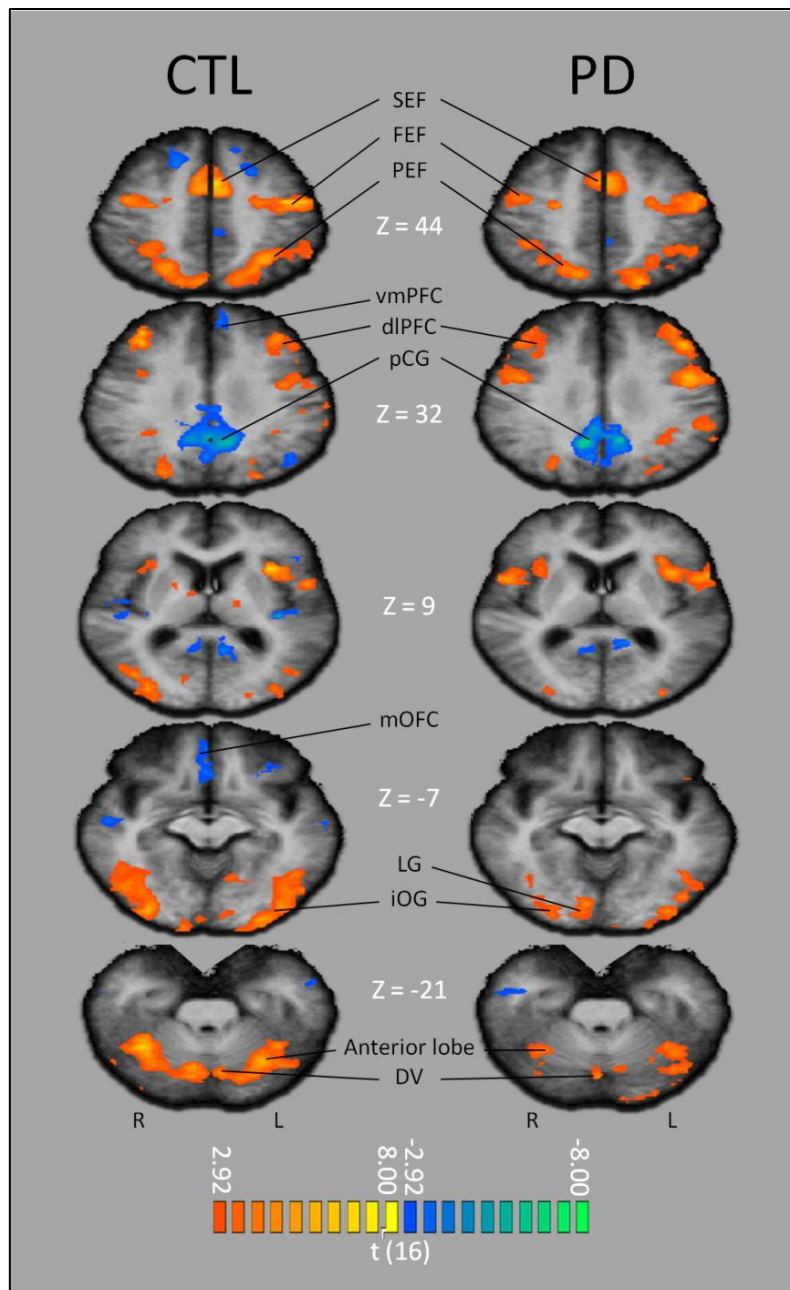 CTL PD
SEF
FEF
PEF
Z = 44
vmPFC
dlPFC
pCG
Z = 32
Z = 9
mOFC
Z = -7
LG
iOG
Z = -21
Anterior lobe
DV
R L R L
2.92 8.00 -2.92 -8.00
t (16)